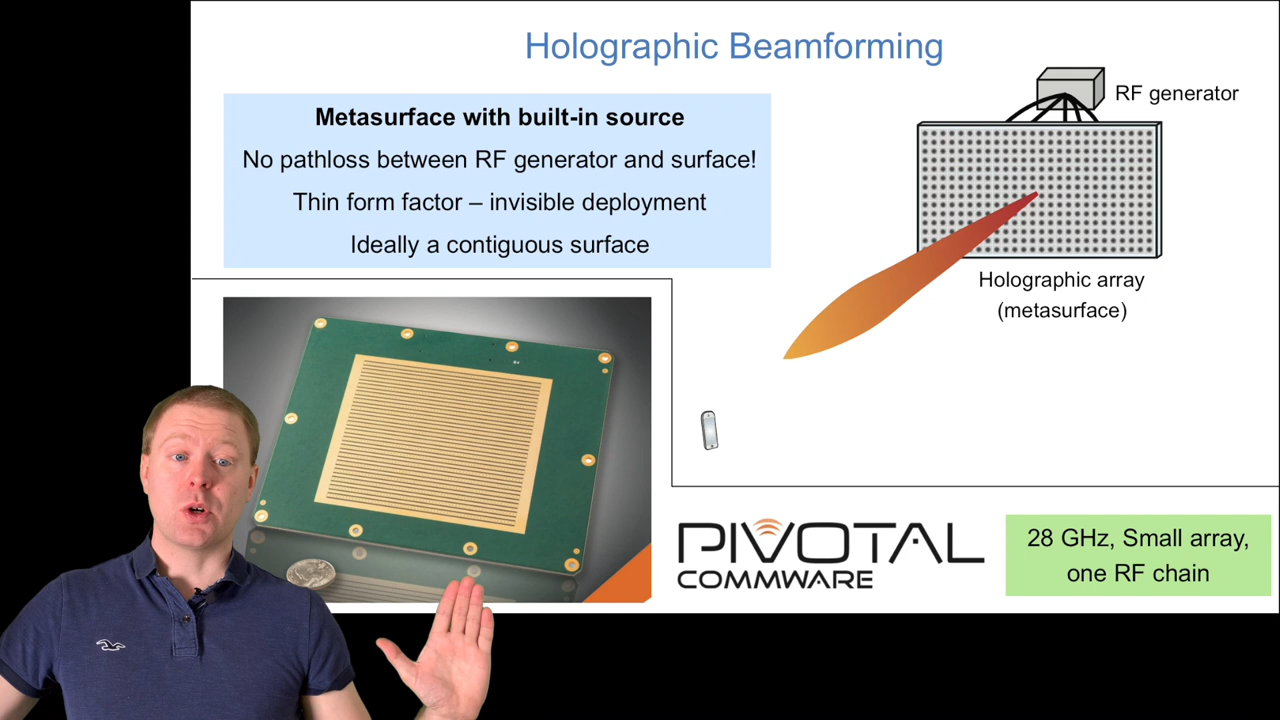 Holographic Beamforming
Metasurface with built-in source
No pathloss between RF generator and surface!
Thin form factor – invisible deployment
Ideally a contiguous surface
RF generator
Holographic array
(metasurface)
PIVOTAL
COMMWARE
28 GHz, Small array,
one RF chain